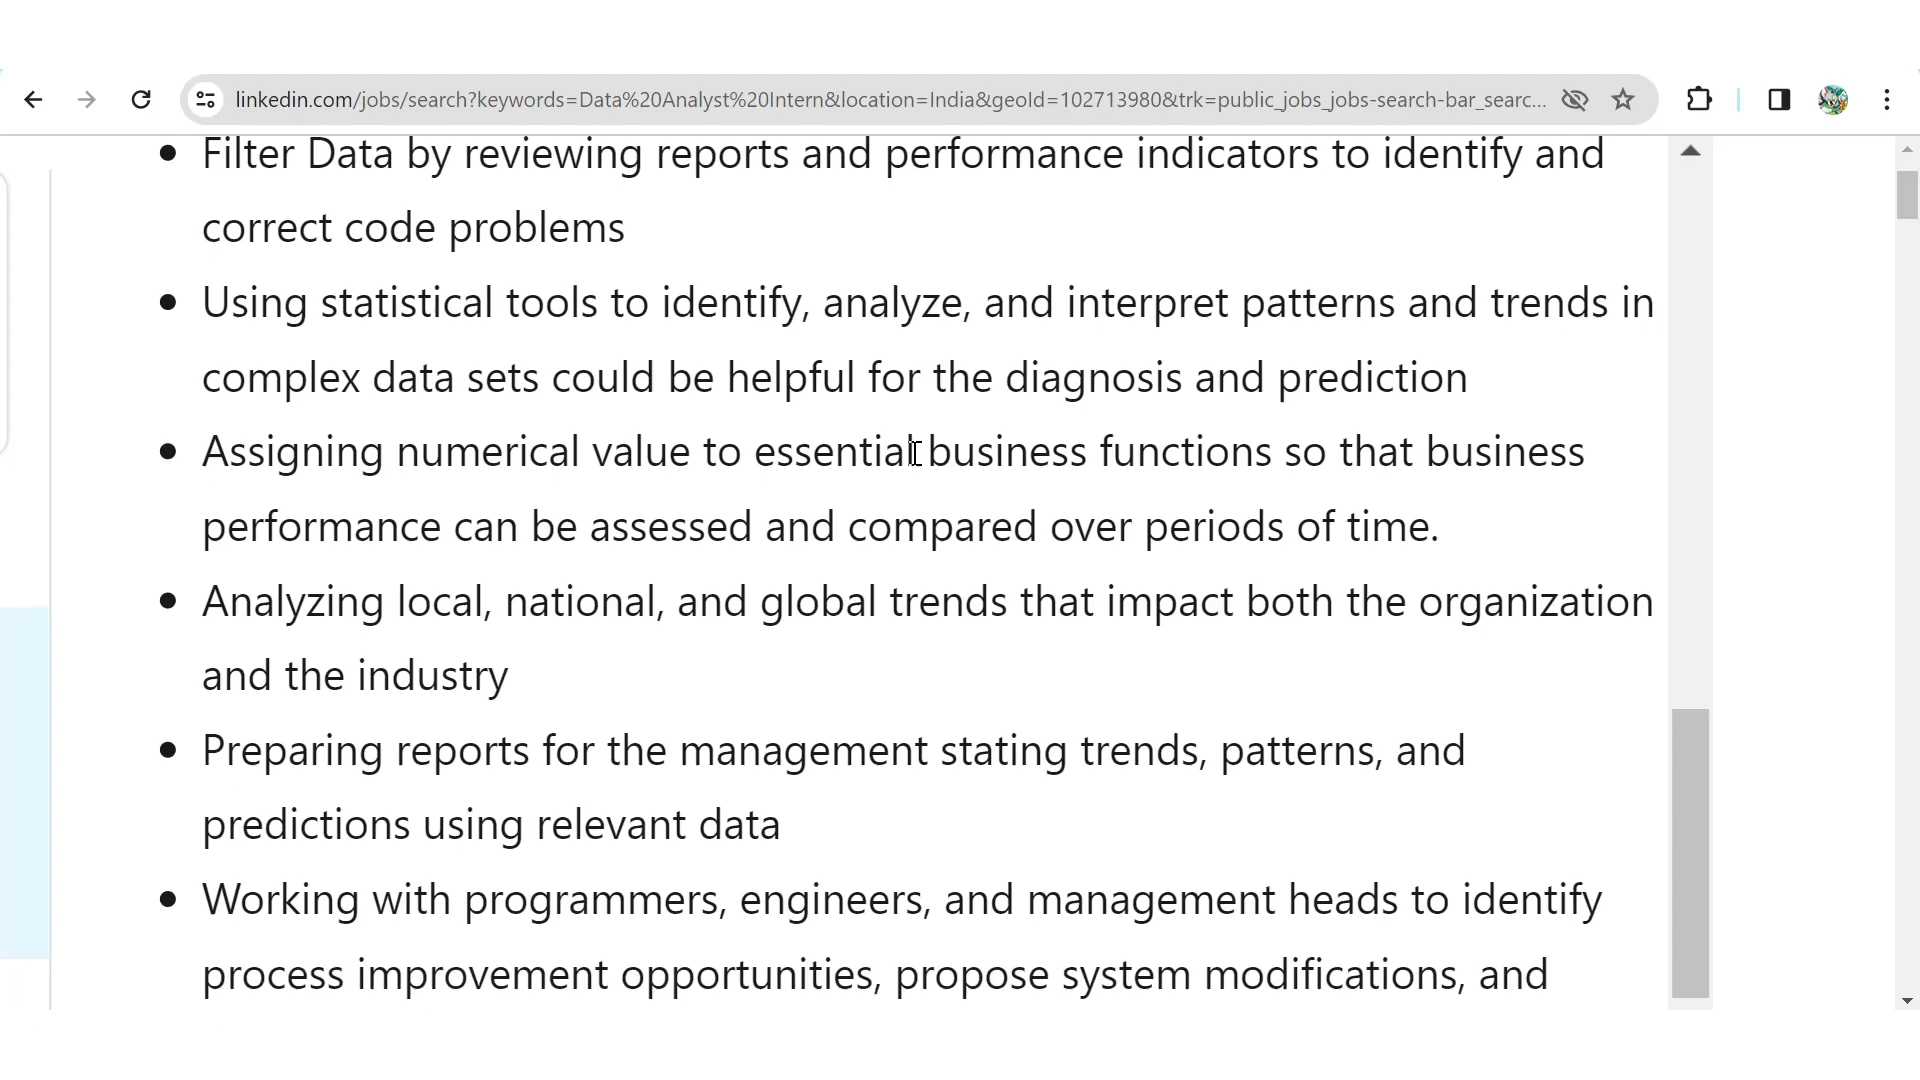 linkedin.com/jobs/search?keywords=Data%20Analyst%20Intern&location=India&geoId=102713980&trk=public_jobs_jobs-search-bar_searc...
• Filter Data by reviewing reports and performance indicators to identify and
correct code problems
• Using statistical tools to identify, analyze, and interpret patterns and trends in
complex data sets could be helpful for the diagnosis and prediction
• Assigning numerical value to essential business functions so that business
performance can be assessed and compared over periods of time.
• Analyzing local, national, and global trends that impact both the organization
and the industry
• Preparing reports for the management stating trends, patterns, and
predictions using relevant data
• Working with programmers, engineers, and management heads to identify
process improvement opportunities, propose system modifications, and